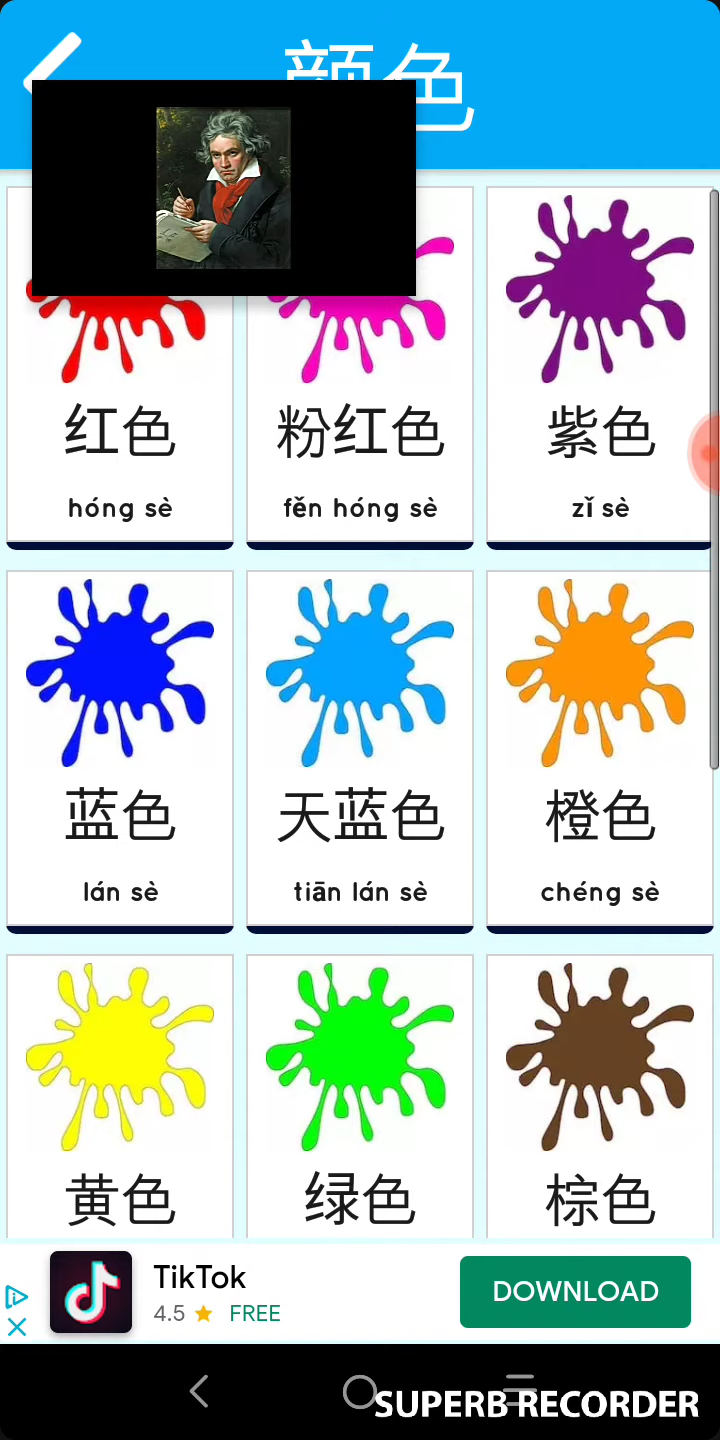 颜色
红色
hóng sè
粉红色
fěn hóng sè
紫色
zǐ sè
蓝色
lán sè
天蓝色
tiān lán sè
橙色
chéng sè
黄色
绿色
棕色
TikTok
4.5 FREE
DOWNLOAD
SUPERB RECORDER